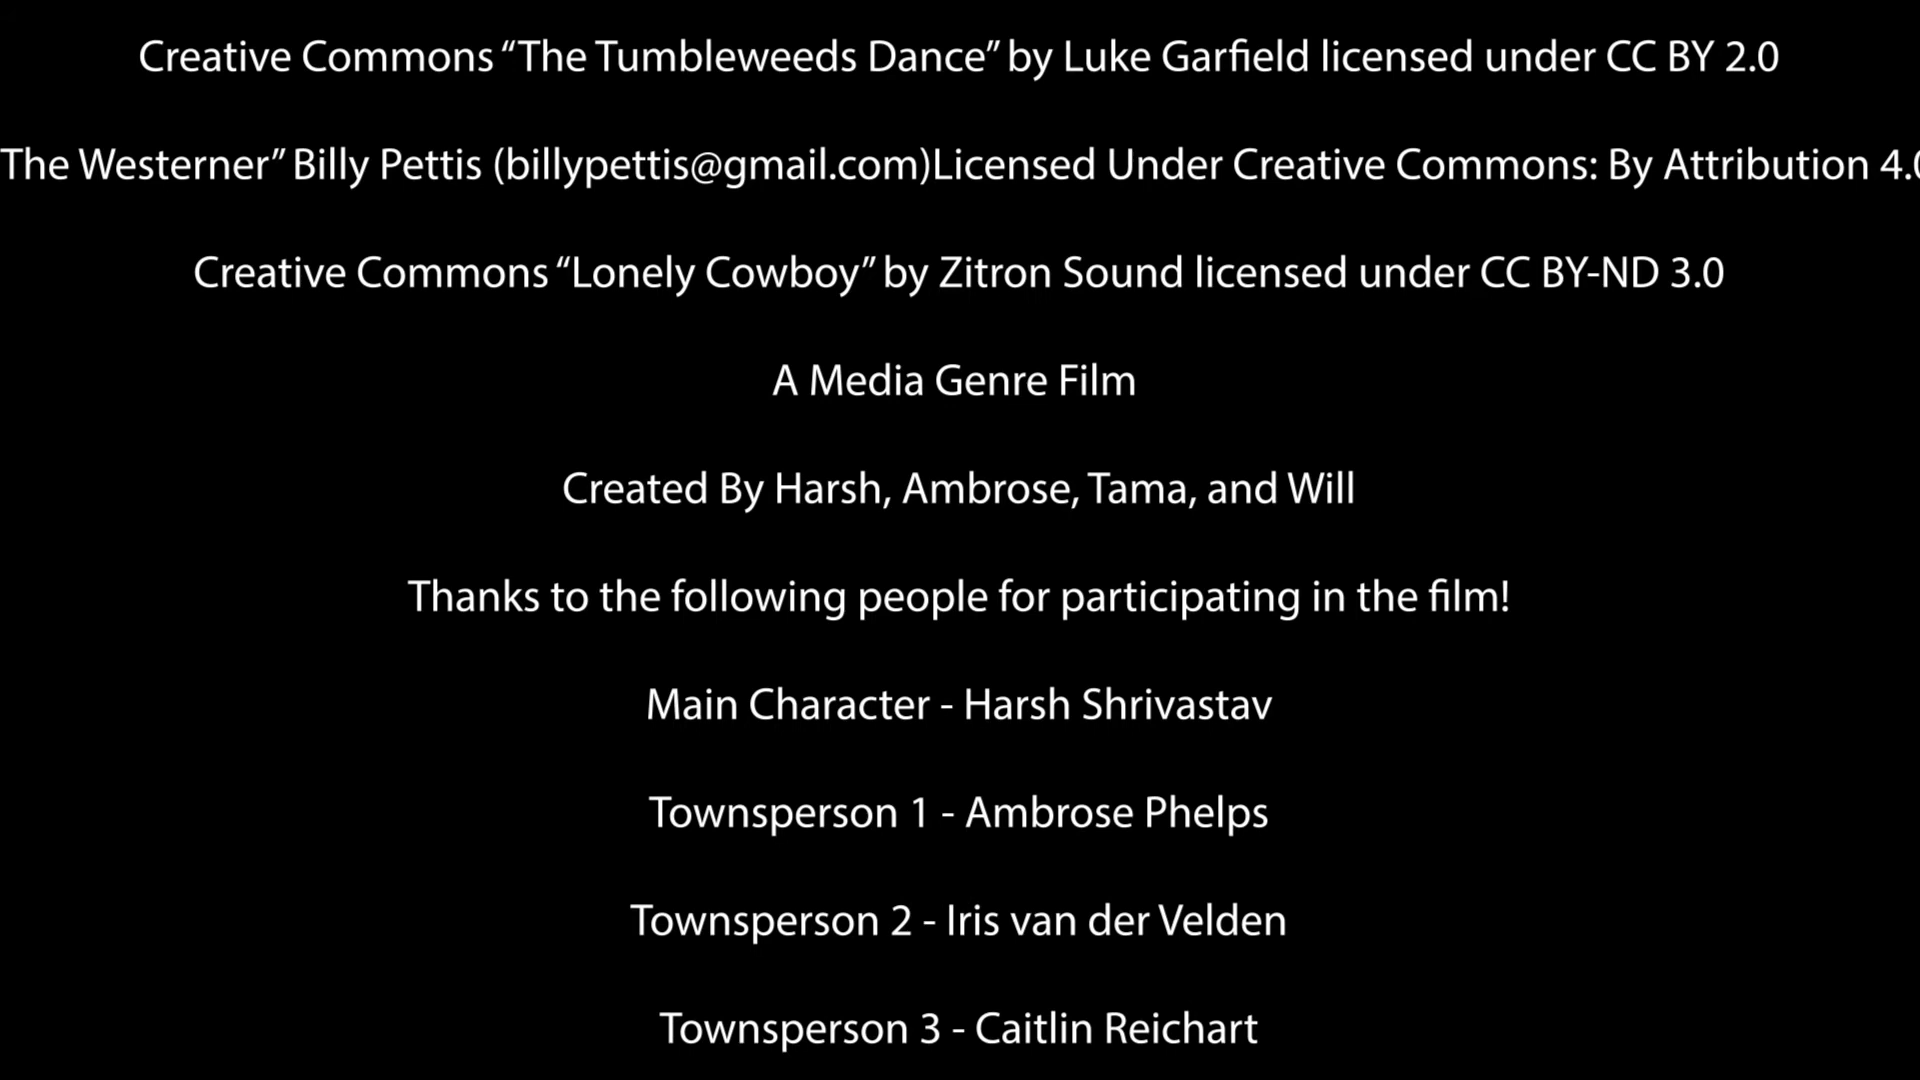 Creative Commons “The Tumbleweeds Dance” by Luke Garfield licensed under CC BY 2.0
The Westerner” Billy Pettis (billypettis@gmail.com)Licensed Under Creative Commons: By Attribution 4.0
Creative Commons “Lonely Cowboy” by Zitron Sound licensed under CC BY-ND 3.0
A Media Genre Film
Created By Harsh, Ambrose, Tama, and Will
Thanks to the following people for participating in the film!
Main Character - Harsh Shrivastav
Townsperson 1 - Ambrose Phelps
Townsperson 2 - Iris van der Velden
Townsperson 3 - Caitlin Reichart